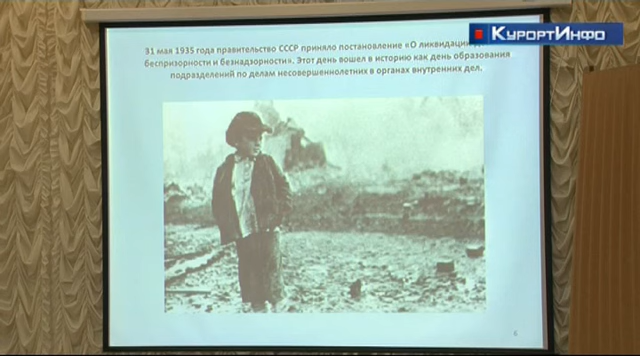 КурортИнфо
31 мая 1935 года правительство СССР приняло постановление «О ликвидации
беспризорности и безнадзорности». Этот день вошел в историю как день образования
подразделений по делам несовершеннолетних в органах внутренних дел.